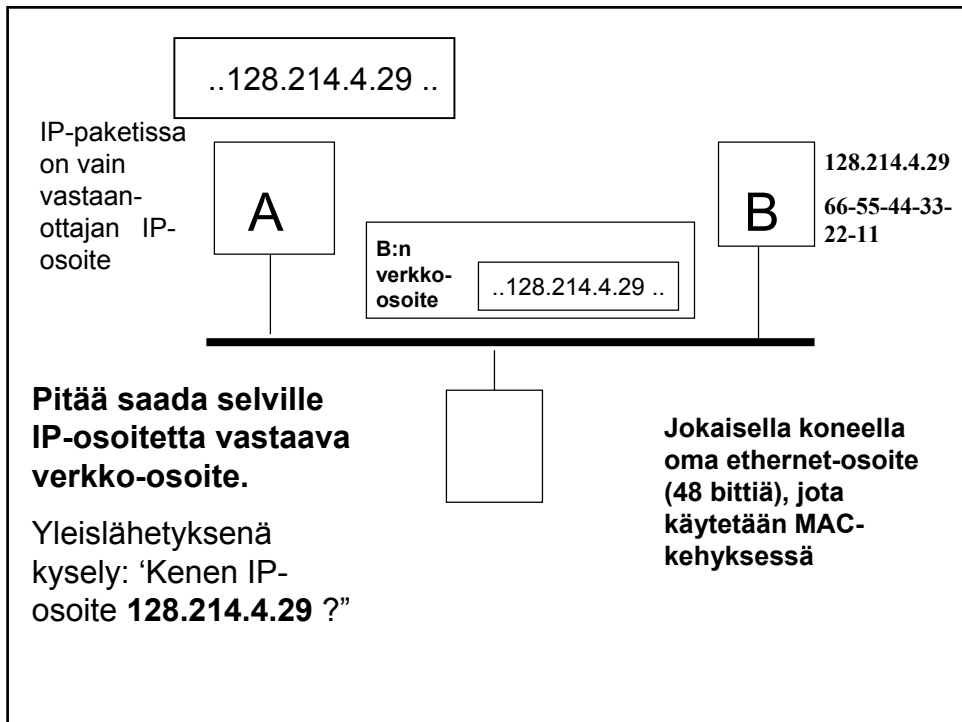 ..128.214.4.29 ..
IP-paketissa
on vain
vastaan-
ottajan IP-
osoite
A
B:n
verkko-
osoite
..128.214.4.29 ..
B
128.214.4.29
66-55-44-33-
22-11
Pitää saada selville
IP-osoitetta vastaava
verkko-osoite.
Yleislähetyksenä
kysely: ‘Kenen IP-
osoite 128.214.4.29 ?”
Jokaisella koneella
oma ethernet-osoite
(48 bittiä), jota
käytetään MAC-
kehyksessä